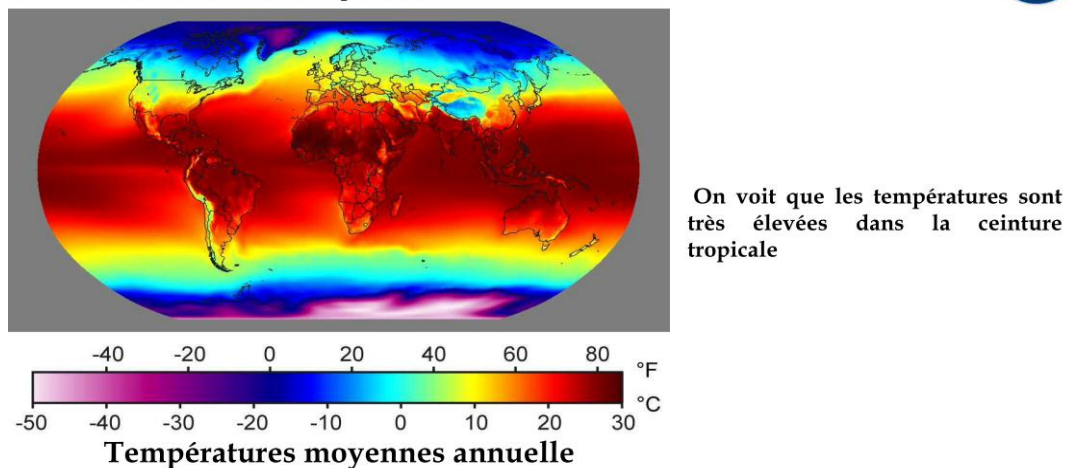 On voit que les températures sont
très élevées dans la ceinture
tropicale
-40 -20 0 20 40 60 80 °F
°C
-50 -40 -30 -20 -10 0 10 20 30
Températures moyennes annuelle